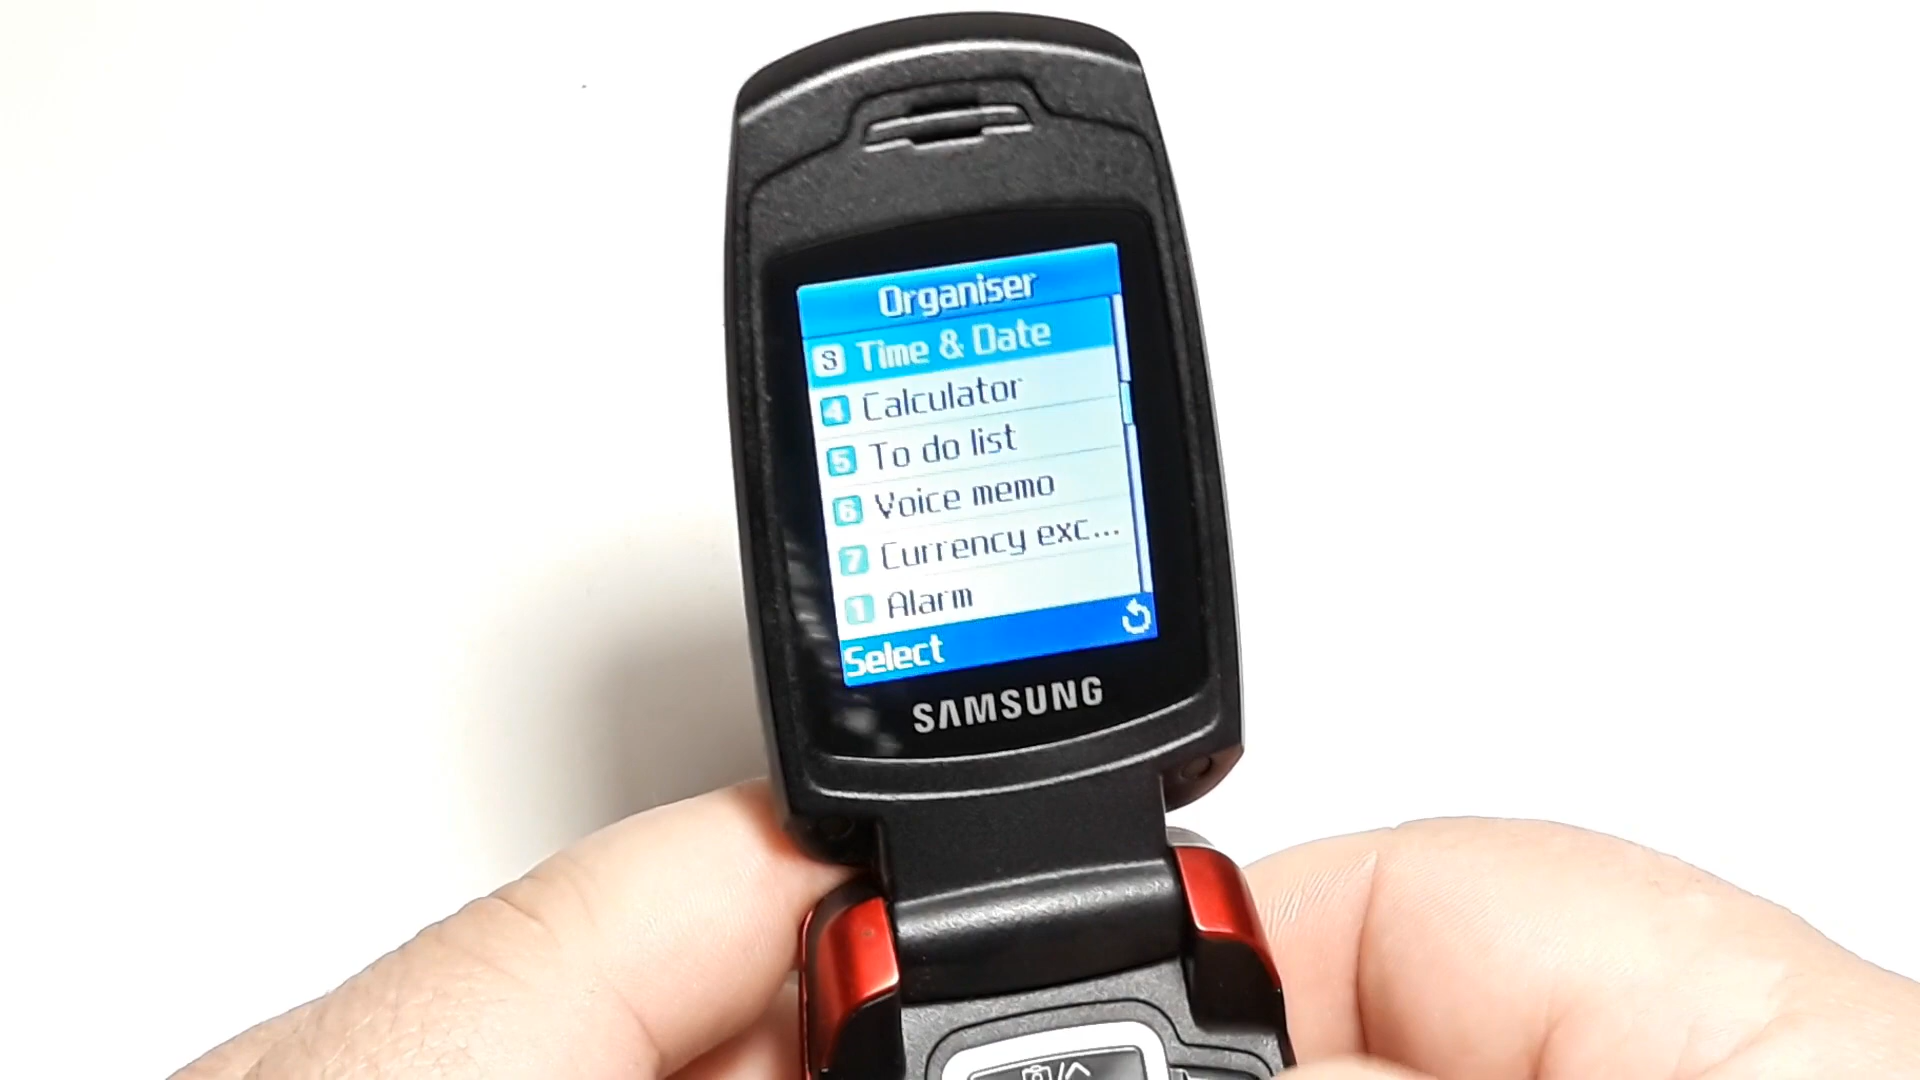 Organiser
3 Time & Date
4 Calculator
5 To do list
6 Voice memo
7 Currency exc...
1 Alarm
Select
SAMSUNG